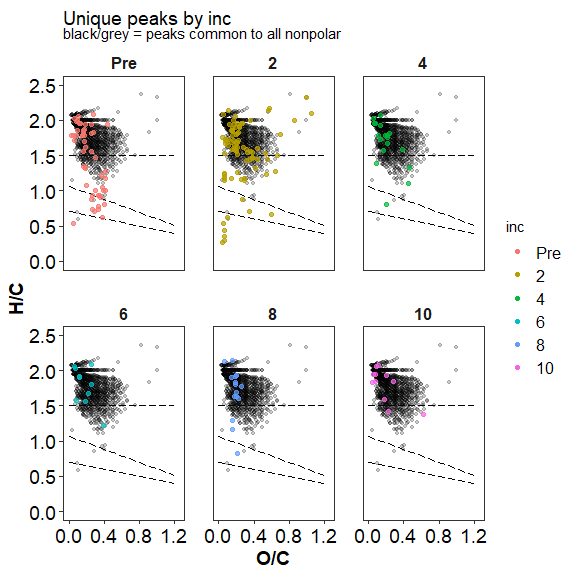 Unique peaks by inc
black/grey = peaks common to all nonpolar
Pre 2 4
2.5
2.0
1.5
1.0
0.5
0.0
6 8 10
2.5
2.0
1.5
1.0
0.5
0.0
0.0 0.4 0.8 1.2 0.0 0.4 0.8 1.2 0.0 0.4 0.8 1.2
H/C
O/C
inc
Pre
2
4
6
8
10